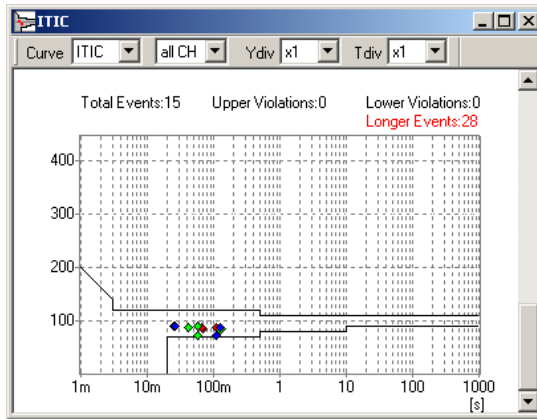 ITIC
Curve ITIC all CH Ydiv x1 Tdiv x1
Total Events:15 Upper Violations:0 Lower Violations:0
Longer Events:28
400
300
200
100
1m 10m 100m 1 10 100 1000
[s]